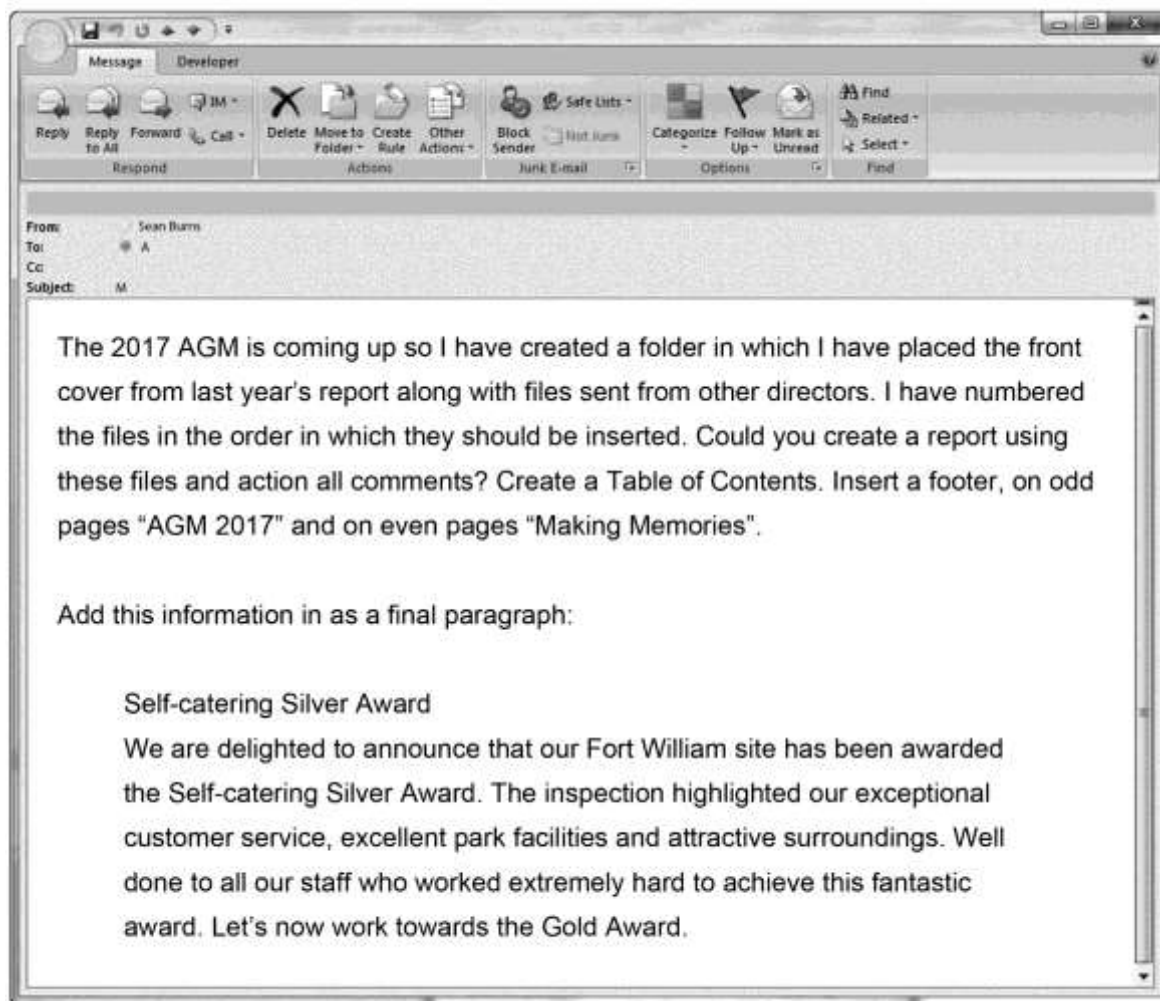 Message Developer
Reply Reply to All Forward IM Call
Delete Move to Folder Create Rule Other Actions
Block Sender Safe Lists Not Junk
Categorize Follow Up Mark as Unread
Find
Related
Select
Respond Actions Junk E-mail Options Find
From: Sean Burns
To: A
Cc:
Subject: M
The 2017 AGM is coming up so I have created a folder in which I have placed the front
cover from last year's report along with files sent from other directors. I have numbered
the files in the order in which they should be inserted. Could you create a report using
these files and action all comments? Create a Table of Contents. Insert a footer, on odd
pages “AGM 2017” and on even pages “Making Memories”.
Add this information in as a final paragraph:
Self-catering Silver Award
We are delighted to announce that our Fort William site has been awarded
the Self-catering Silver Award. The inspection highlighted our exceptional
customer service, excellent park facilities and attractive surroundings. Well
done to all our staff who worked extremely hard to achieve this fantastic
award. Let's now work towards the Gold Award.